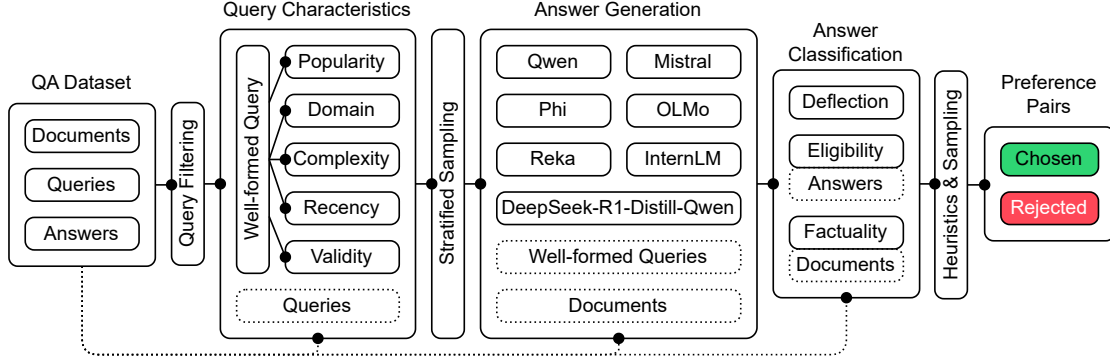 QA Dataset
Documents
Queries
Answers
Query Filtering
Query Characteristics
Well-formed Query
Popularity
Domain
Complexity
Recency
Validity
Queries
Stratified Sampling
Answer Generation
Qwen
Mistral
Phi
OLMo
Reka
InternLM
DeepSeek-R1-Distill-Qwen
Well-formed Queries
Documents
Answer
Classification
Deflection
Eligibility
Answers
Factuality
Documents
Heuristics & Sampling
Preference
Pairs
Chosen
Rejected